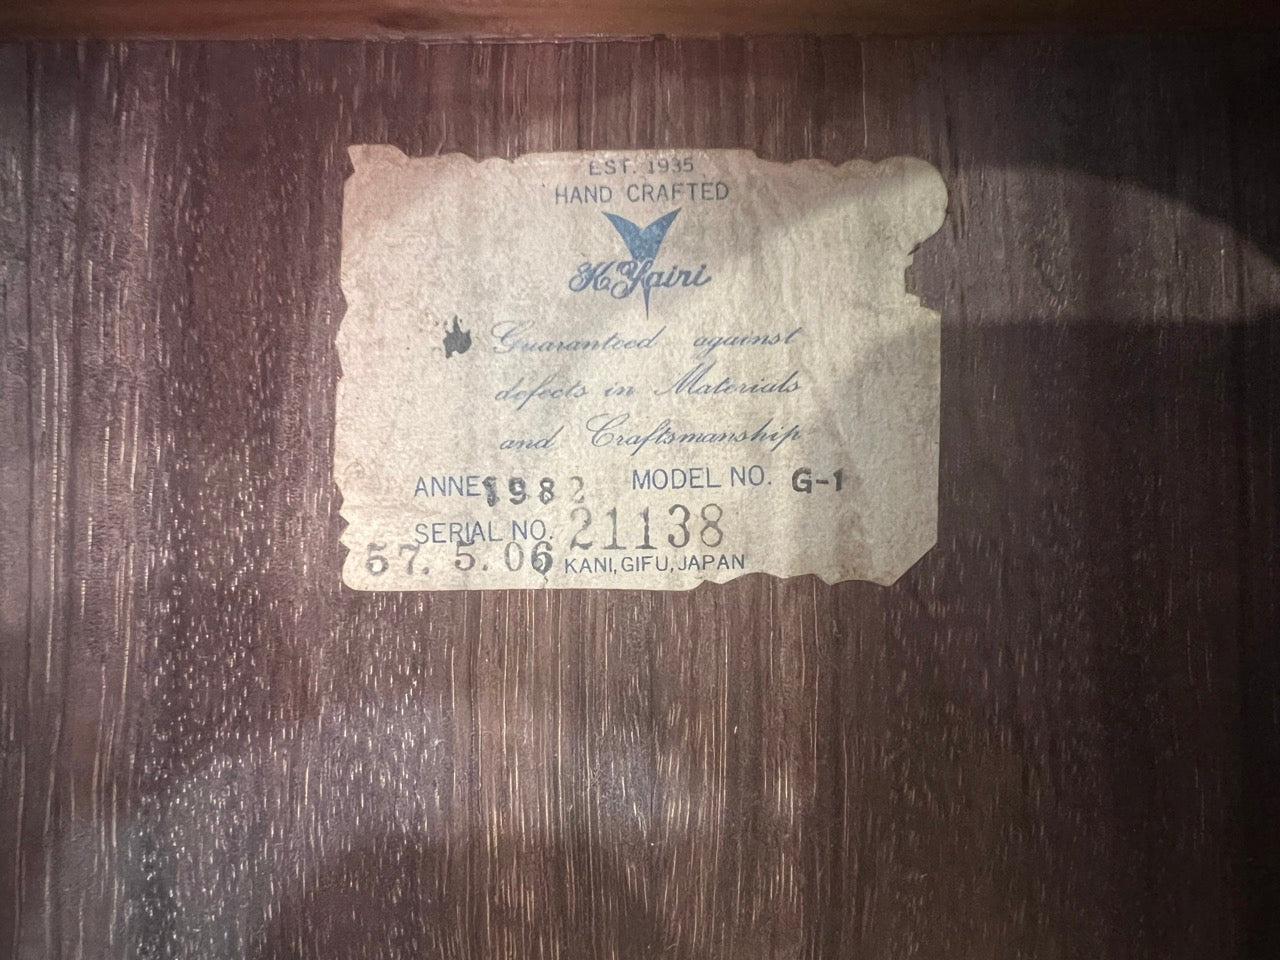 EST. 1935
HAND CRAFTED
K.Yairi
Guaranteed against
defects in Materials
and Craftsmanship
ANNE 1982 MODEL NO. G-1
SERIAL NO. 21138
57. 5. 06 KANI, GIFU, JAPAN